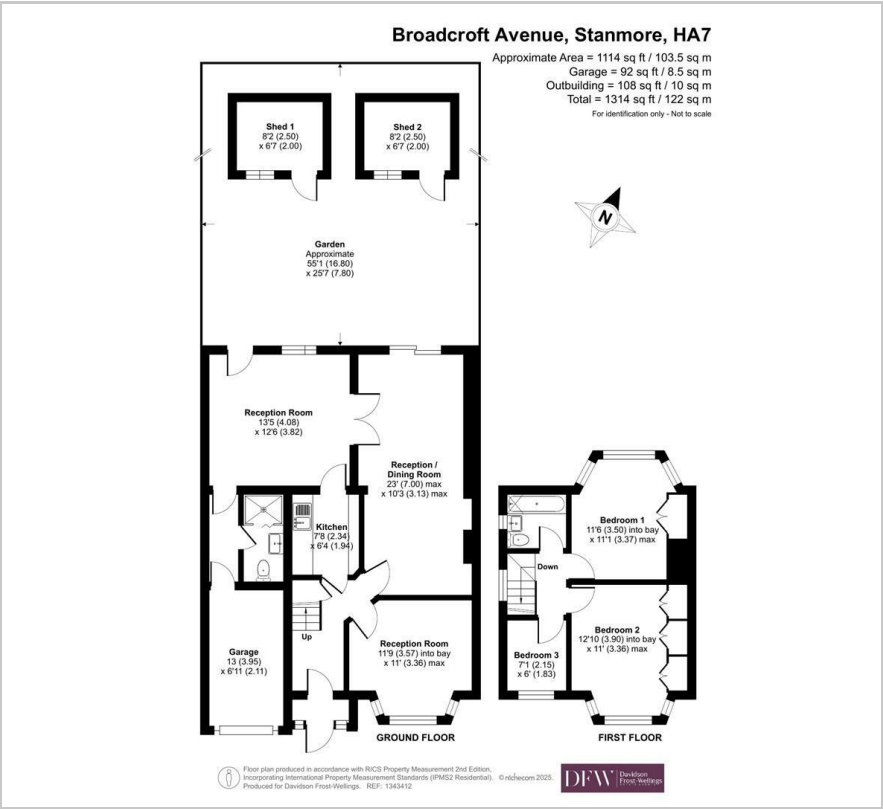 Broadcroft Avenue, Stanmore, HA7
Approximate Area = 1114 sq ft / 103.5 sq m
Garage = 92 sq ft / 8.5 sq m
Outbuilding = 108 sq ft / 10 sq m
Total = 1314 sq ft / 122 sq m
For identification only - Not to scale
Shed 1
8'2 (2.50)
x 6'7 (2.00)
Shed 2
8'2 (2.50)
x 6'7 (2.00)
N
Garden
Approximate
55'1 (16.80)
x 25'7 (7.80)
Reception Room
13'5 (4.08)
x 12'6 (3.82)
Reception /
Dining Room
23' (7.00) max
x 10'3 (3.13) max
Kitchen
7'8 (2.34)
x 6'4 (1.94)
Up
Garage
13 (3.95)
x 6'11 (2.11)
Reception Room
11'9 (3.57) into bay
x 11' (3.36) max
GROUND FLOOR
Bedroom 1
11'6 (3.50) into bay
x 11'1 (3.37) max
Down
Bedroom 2
12'10 (3.90) into bay
x 11' (3.36) max
Bedroom 3
7'1 (2.15)
x 6' (1.83)
FIRST FLOOR
Floor plan produced in accordance with RICS Property Measurement 2nd Edition,
Incorporating International Property Measurement Standards (IPMS2 Residential). © nichecom 2025.
Produced for Davidson Frost-Wellings. REF: 1343412
DFW
Davidson
Frost-Wellings